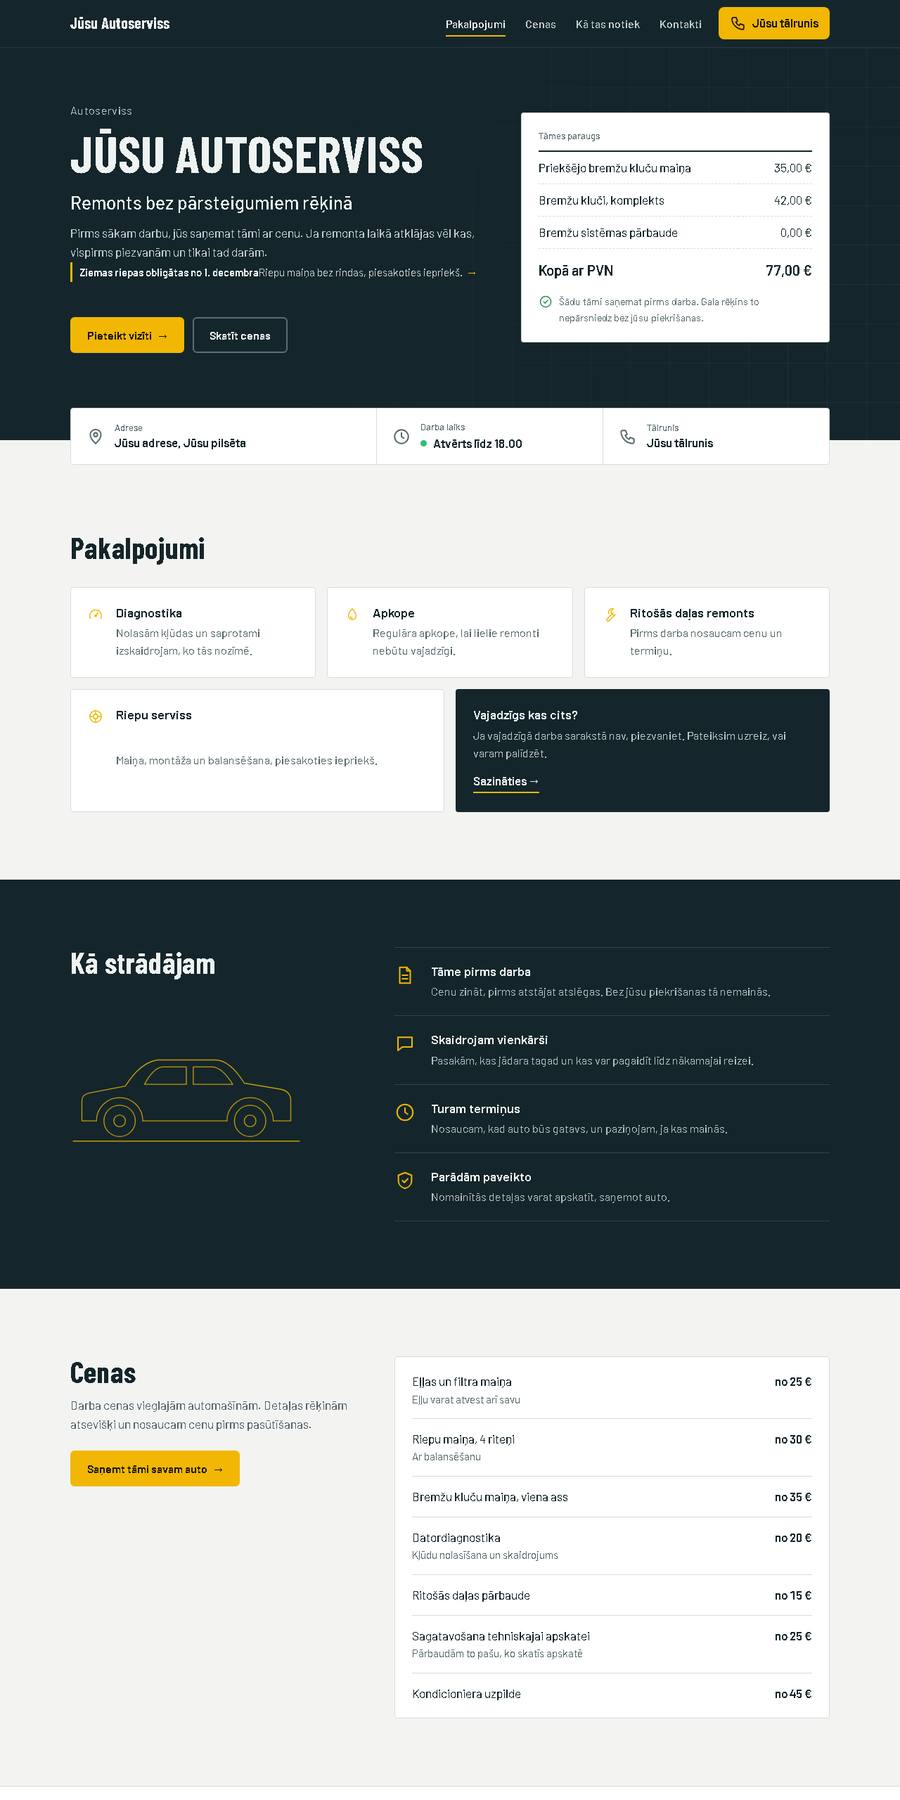 Jūsu Autoserviss
Pakalpojumi
Cenas
Kā tas notiek
Kontakti
Jūsu tālrunis
Autoserviss
JŪSU AUTOSERVISS
Remonts bez pārsteigumiem rēķinā
Pirms sākam darbu, jūs saņemat tāmi ar cenu. Ja remonta laikā atklājas vēl kas,
vispirms piezvanām un tikai tad darām.
Ziemas riepas obligātas no 1. decembraRiepu maiņa bez rindas, piesakoties iepriekš. →
Pieteikt vizīti →
Skatīt cenas
Tāmes paraugs
Priekšējo bremžu kluču maiņa 35,00 €
Bremžu kluči, komplekts 42,00 €
Bremžu sistēmas pārbaude 0,00 €
Kopā ar PVN 77,00 €
Šādu tāmi saņemat pirms darba. Gala rēķins to
nepārsniedz bez jūsu piekrišanas.
Adrese
Jūsu adrese, Jūsu pilsēta
Darba laiks
Atvērts līdz 18.00
Tālrunis
Jūsu tālrunis
Pakalpojumi
Diagnostika
Nolasām kļūdas un saprotami
izskaidrojam, ko tās nozīmē.
Apkope
Regulāra apkope, lai lielie remonti
nebūtu vajadzīgi.
Ritošās daļas remonts
Pirms darba nosaucam cenu un
termiņu.
Riepu serviss
Maiņa, montāža un balansēšana, piesakoties iepriekš.
Vajadzīgs kas cits?
Ja vajadzīgā darba sarakstā nav, piezvaniet. Pateiksim uzreiz, vai
varam palīdzēt.
Sazināties →
Kā strādājam
Tāme pirms darba
Cenu zināt, pirms atstājat atslēgas. Bez jūsu piekrišanas tā nemainās.
Skaidrojam vienkārši
Pasakām, kas jādara tagad un kas var pagaidīt līdz nākamajai reizei.
Turam termiņus
Nosaucam, kad auto būs gatavs, un paziņojam, ja kas mainās.
Parādām paveikto
Nomainītās detaļas varat apskatīt, saņemot auto.
Cenas
Darba cenas vieglajām automašīnām. Detaļas rēķinām
atsevišķi un nosaucam cenu pirms pasūtīšanas.
Saņemt tāmi savam auto →
Eļļas un filtra maiņa no 25 €
Eļļu varat atvest arī savu
Riepu maiņa, 4 riteņi no 30 €
Ar balansēšanu
Bremžu kluču maiņa, viena ass no 35 €
Datordiagnostika no 20 €
Kļūdu nolasīšana un skaidrojums
Ritošās daļas pārbaude no 15 €
Sagatavošana tehniskajai apskatei no 25 €
Pārbaudām to pašu, ko skatīs apskatē
Kondicioniera uzpilde no 45 €